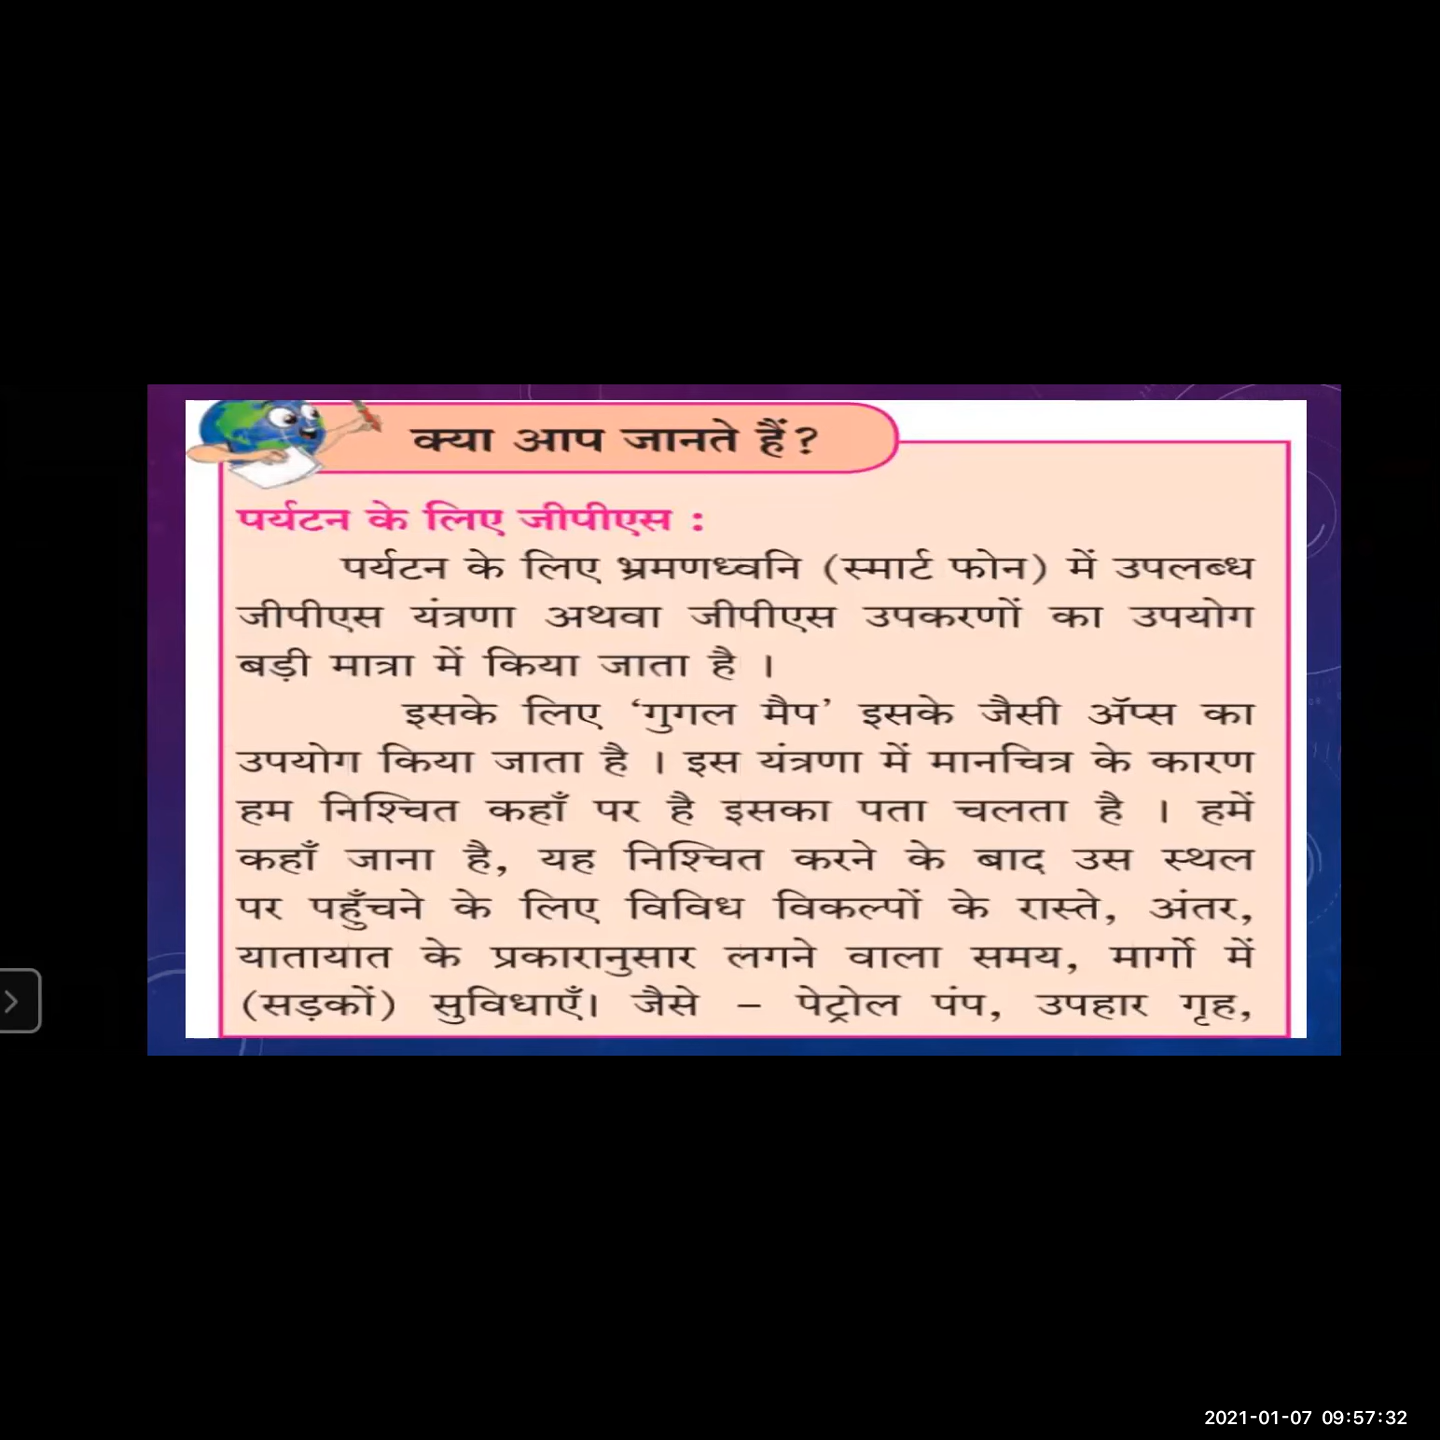 क्या आप जानते हैं?
पर्यटन के लिए जीपीएस :
पर्यटन के लिए भ्रमणध्वनि (स्मार्ट फोन) में उपलब्ध
जीपीएस यंत्रणा अथवा जीपीएस उपकरणों का उपयोग
बड़ी मात्रा में किया जाता है ।
इसके लिए ‘गुगल मैप’ इसके जैसी ॲप्स का
उपयोग किया जाता है । इस यंत्रणा में मानचित्र के कारण
हम निश्चित कहाँ पर है इसका पता चलता है । हमें
कहाँ जाना है, यह निश्चित करने के बाद उस स्थल
पर पहुँचने के लिए विविध विकल्पों के रास्ते, अंतर,
यातायात के प्रकारानुसार लगने वाला समय, मार्गो में
(सड़कों) सुविधाएँ। जैसे – पेट्रोल पंप, उपहार गृह,
2021-01-07 09:57:32